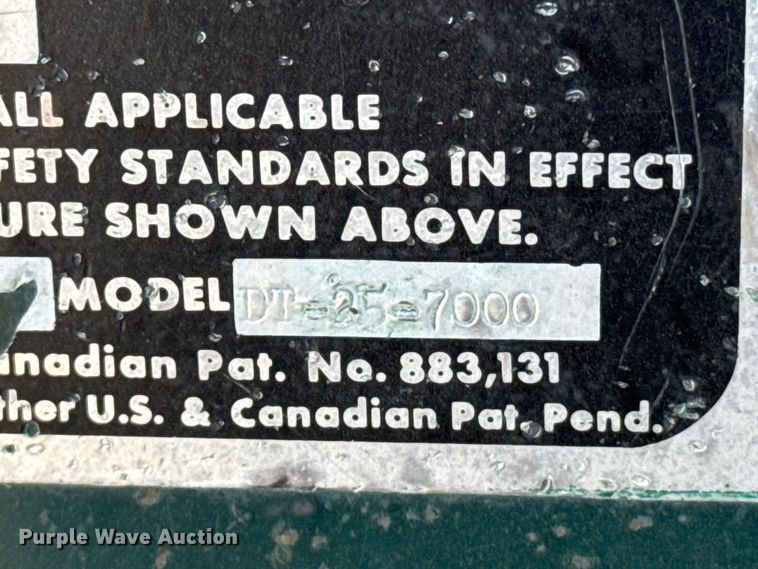 ALL APPLICABLE
FETY STANDARDS IN EFFECT
URE SHOWN ABOVE.
MODEL DT-25-7000
anadian Pat. No. 883,131
ther U.S. & Canadian Pat. Pend.
Purple Wave Auction